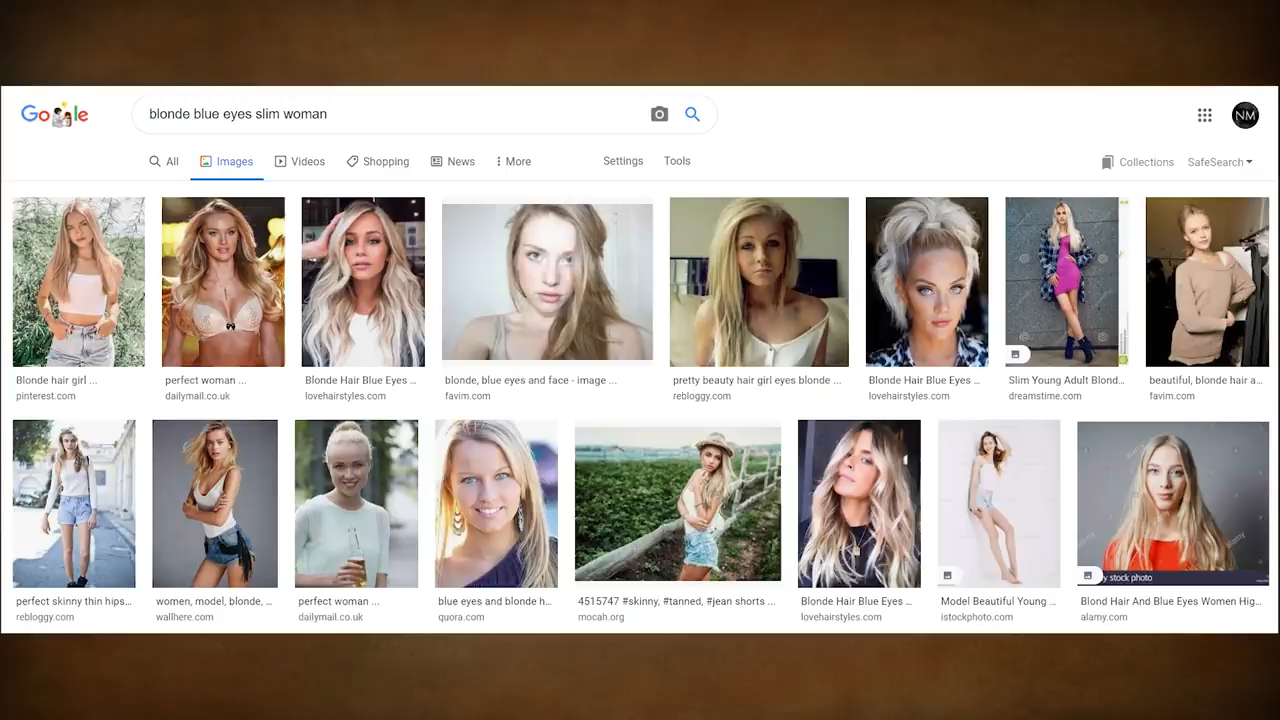 Google
blonde blue eyes slim woman
NM
All
Images
Videos
Shopping
News
More
Settings
Tools
Collections
SafeSearch
Blonde hair girl ...
pinterest.com
perfect woman ...
dailymail.co.uk
Blonde Hair Blue Eyes ...
lovehairstyles.com
blonde, blue eyes and face - image ...
favim.com
pretty beauty hair girl eyes blonde ...
rebloggy.com
Blonde Hair Blue Eyes ...
lovehairstyles.com
Slim Young Adult Blond...
dreamstime.com
beautiful, blonde hair a...
favim.com
alamy
y stock photo
perfect skinny thin hips...
rebloggy.com
women, model, blonde, ...
wallhere.com
perfect woman ...
dailymail.co.uk
blue eyes and blonde h...
quora.com
4515747 #skinny, #tanned, #jean shorts ...
mocah.org
Blonde Hair Blue Eyes ...
lovehairstyles.com
Model Beautiful Young ...
istockphoto.com
Blond Hair And Blue Eyes Women Hig...
alamy.com